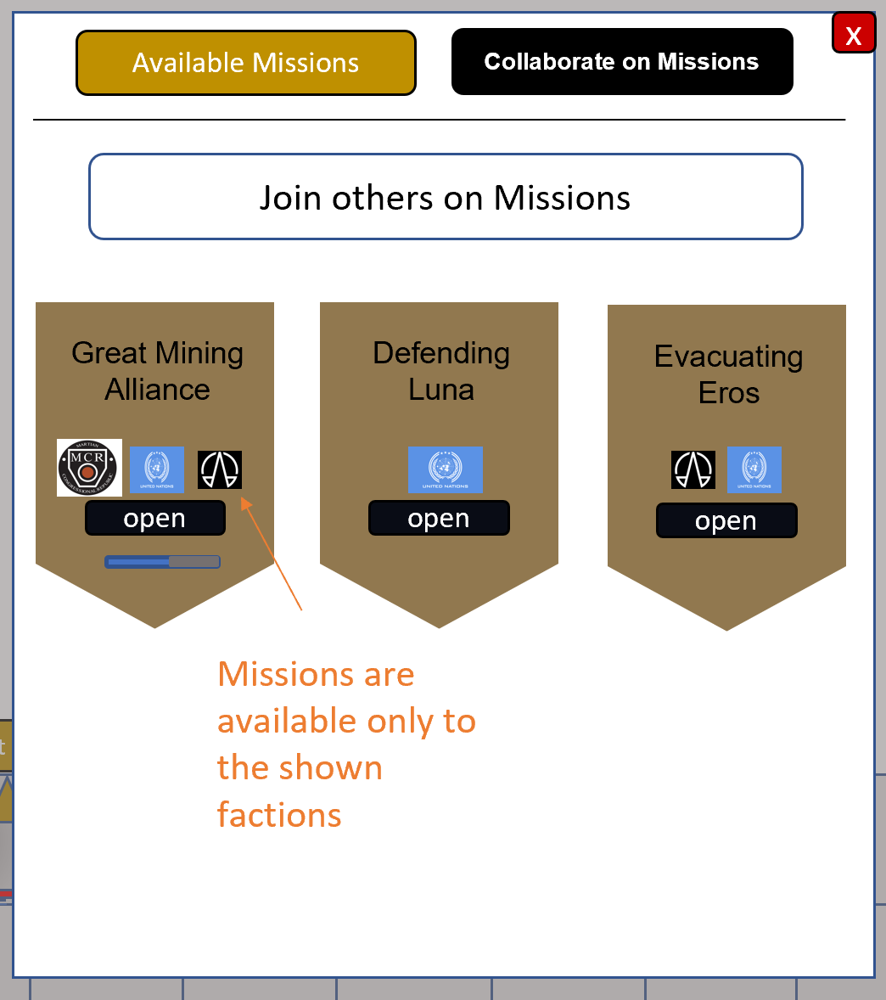 Available Missions
Collaborate on Missions
X
Join others on Missions
Great Mining
Alliance
Defending
Luna
Evacuating
Eros
MARTIAN
MCR
CONGRESSIONAL REPUBLIC
UNITED NATIONS
UNITED NATIONS
UNITED NATIONS
open
open
open
Missions are
available only to
the shown
factions
t